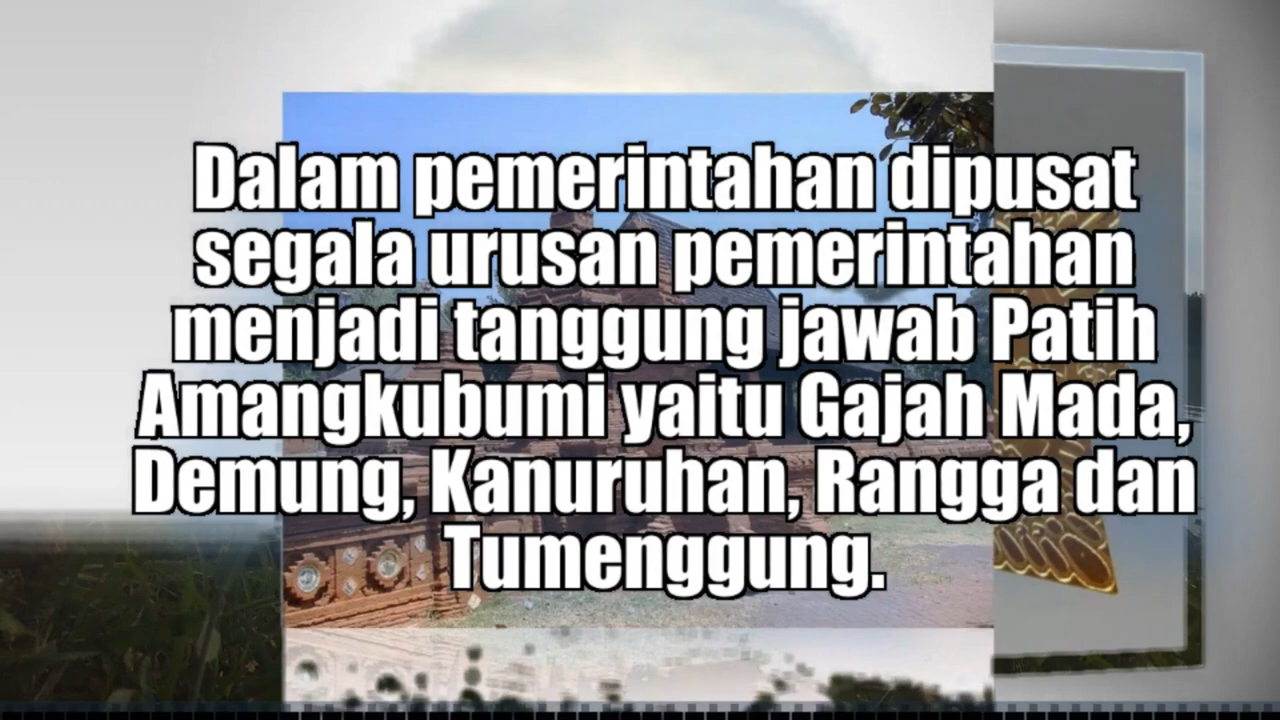 Dalam pemerintahan dipusat
segala urusan pemerintahan
menjadi tanggung jawab Patih
Amangkubumi yaitu Gajah Mada,
Demung, Kanuruhan, Rangga dan
Tumenggung.